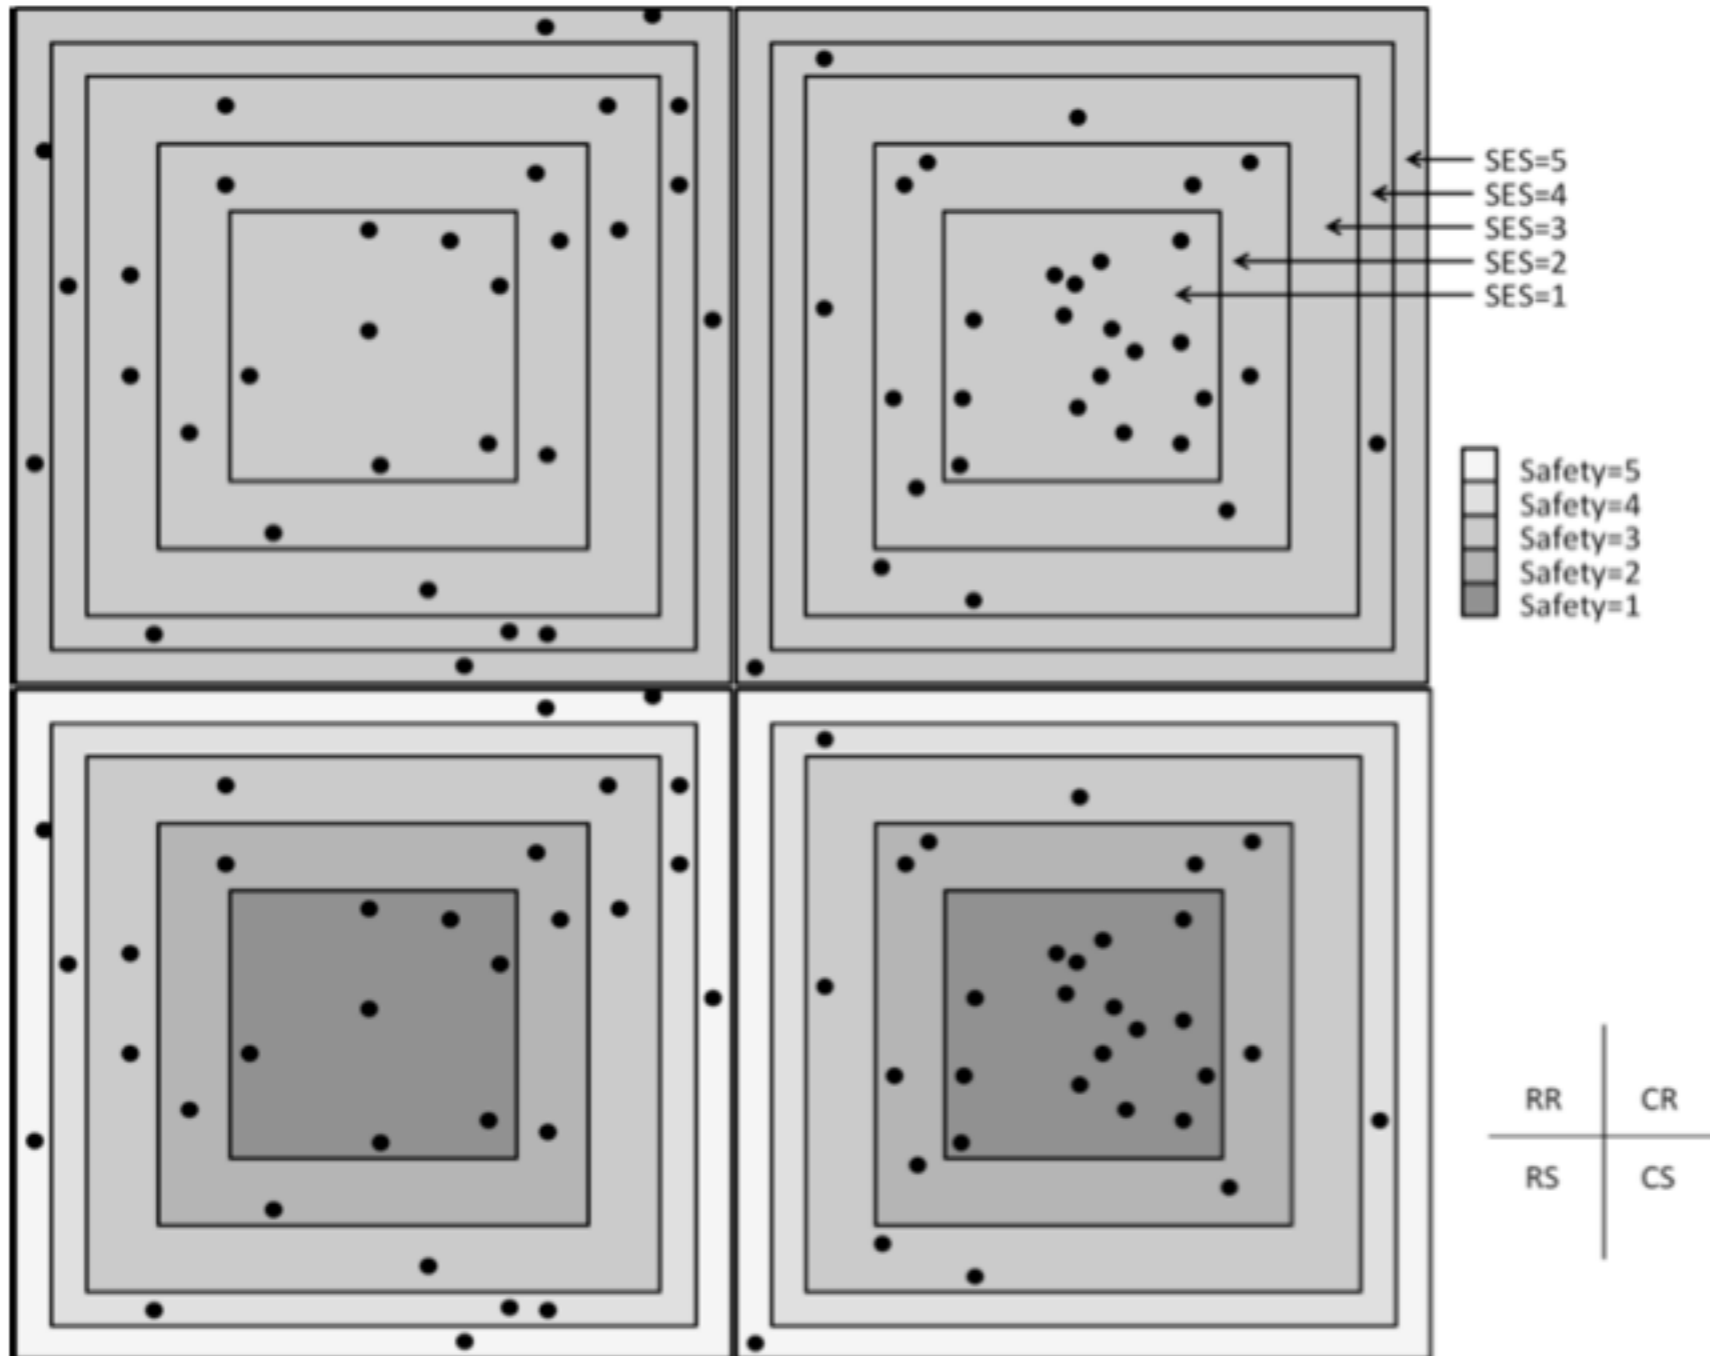 SES=5
SES=4
SES=3
SES=2
SES=1
Safety=5
Safety=4
Safety=3
Safety=2
Safety=1
RR CR
RS CS